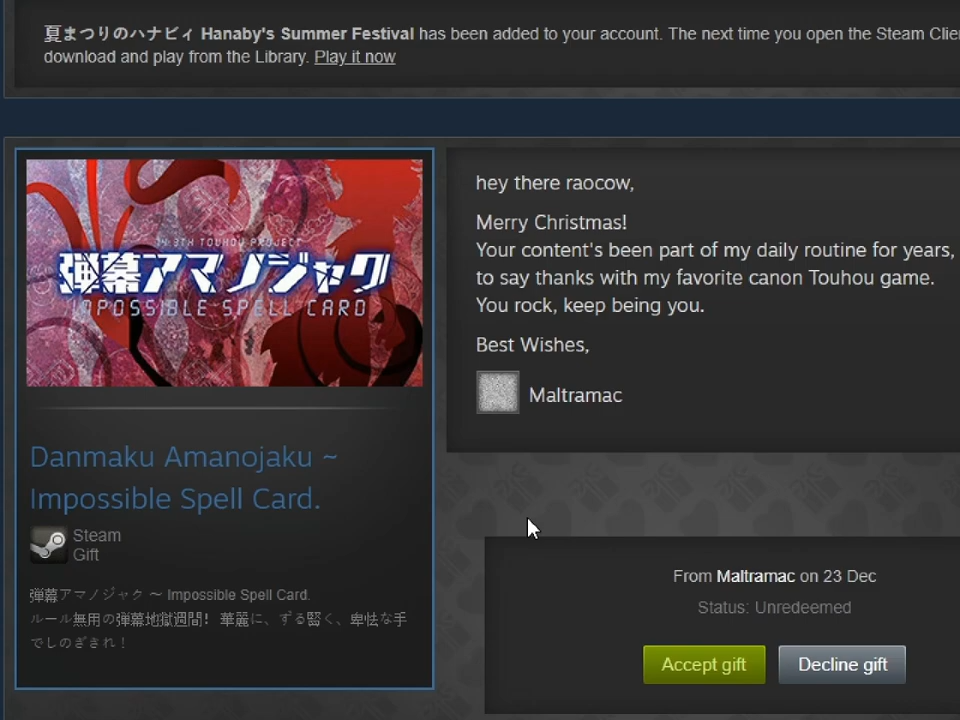 夏まつりのハナビィ Hanaby's Summer Festival has been added to your account. The next time you open the Steam
download and play from the Library. Play it now
14.3TH TOUHOU PROJECT
弾幕アマノジャク
IMPOSSIBLE SPELL CARD
Danmaku Amanojaku ~
Impossible Spell Card.
Steam
Gift
弾幕アマノジャク 〜 Impossible Spell Card.
ルール無用の弾幕地獄週間！ 華麗に、ずる賢く、卑怯な手
でしのぎきれ！
hey there raocow,
Merry Christmas!
Your content's been part of my daily routine for years,
to say thanks with my favorite canon Touhou game.
You rock, keep being you.
Best Wishes,
Maltramac
From Maltramac on 23 Dec
Status: Unredeemed
Accept gift
Decline gift